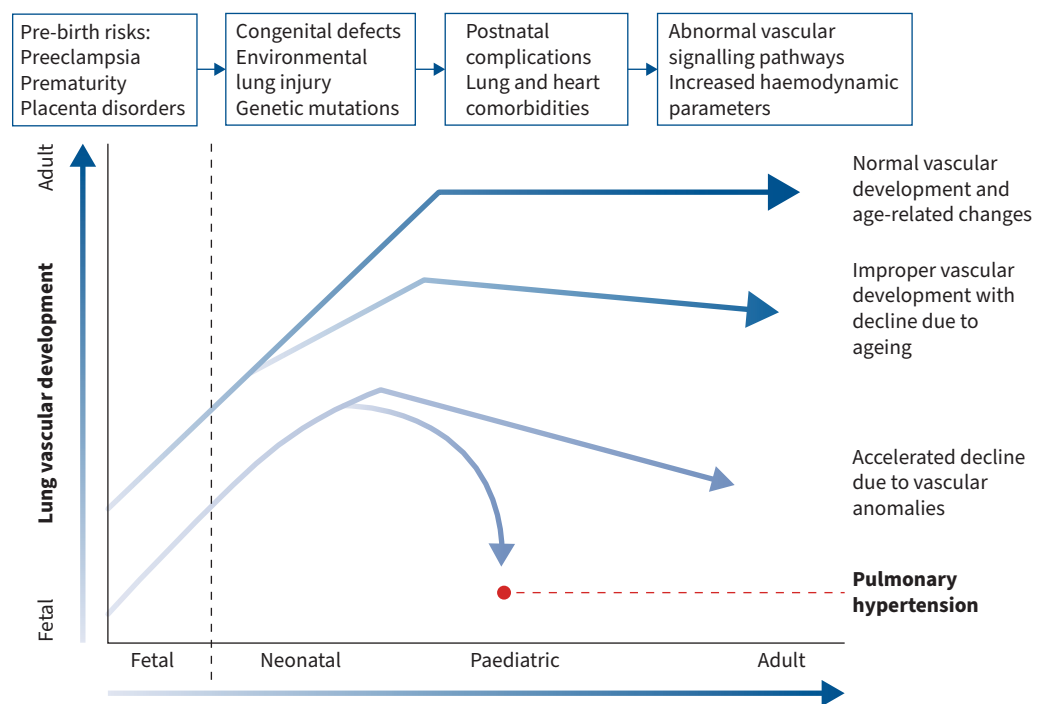 Pre-birth risks:
Preeclampsia
Prematurity
Placenta disorders
Congenital defects
Environmental
lung injury
Genetic mutations
Postnatal
complications
Lung and heart
comorbidities
Abnormal vascular
signalling pathways
Increased haemodynamic
parameters
Adult
Lung vascular development
Fetal
Normal vascular
development and
age-related changes
Improper vascular
development with
decline due to
ageing
Accelerated decline
due to vascular
anomalies
Pulmonary
hypertension
Fetal
Neonatal
Paediatric
Adult